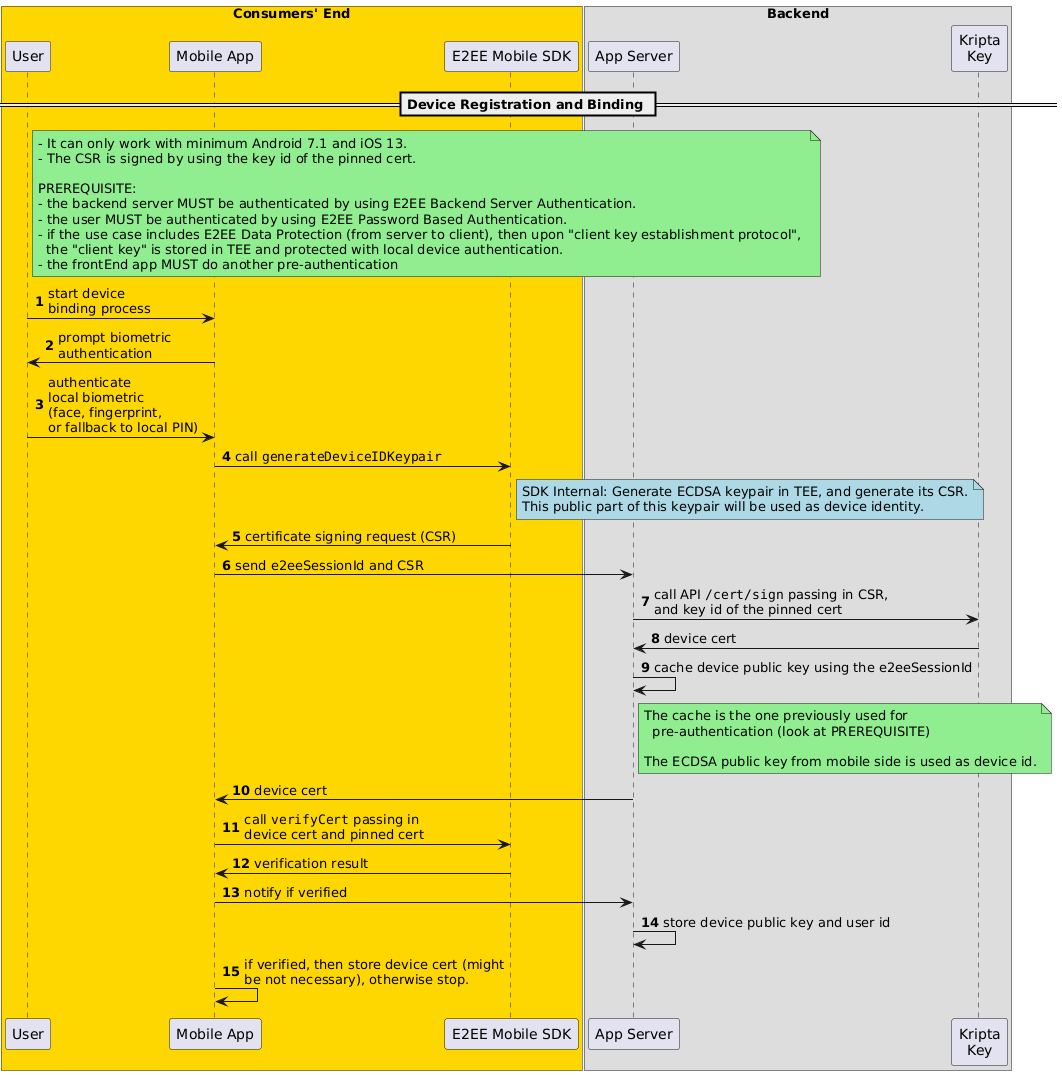 Consumers' End
Backend
User
Mobile App
E2EE Mobile SDK
App Server
Kripta
Key
Device Registration and Binding
- It can only work with minimum Android 7.1 and iOS 13.
- The CSR is signed by using the key id of the pinned cert.
PREREQUISITE:
- the backend server MUST be authenticated by using E2EE Backend Server Authentication.
- the user MUST be authenticated by using E2EE Password Based Authentication.
- if the use case includes E2EE Data Protection (from server to client), then upon "client key establishment protocol",
the "client key" is stored in TEE and protected with local device authentication.
- the frontEnd app MUST do another pre-authentication
1 start device
binding process
2 prompt biometric
authentication
3 authenticate
local biometric
(face, fingerprint,
or fallback to local PIN)
4 call generateDeviceIDKeypair
SDK Internal: Generate ECDSA keypair in TEE, and generate its CSR.
This public part of this keypair will be used as device identity.
5 certificate signing request (CSR)
6 send e2eeSessionId and CSR
7 call API /cert/sign passing in CSR,
and key id of the pinned cert
8 device cert
9 cache device public key using the e2eeSessionId
The cache is the one previously used for
pre-authentication (look at PREREQUISITE)
The ECDSA public key from mobile side is used as device id.
10 device cert
11 call verifyCert passing in
device cert and pinned cert
12 verification result
13 notify if verified
14 store device public key and user id
15 if verified, then store device cert (might
be not necessary), otherwise stop.
User
Mobile App
E2EE Mobile SDK
App Server
Kripta
Key